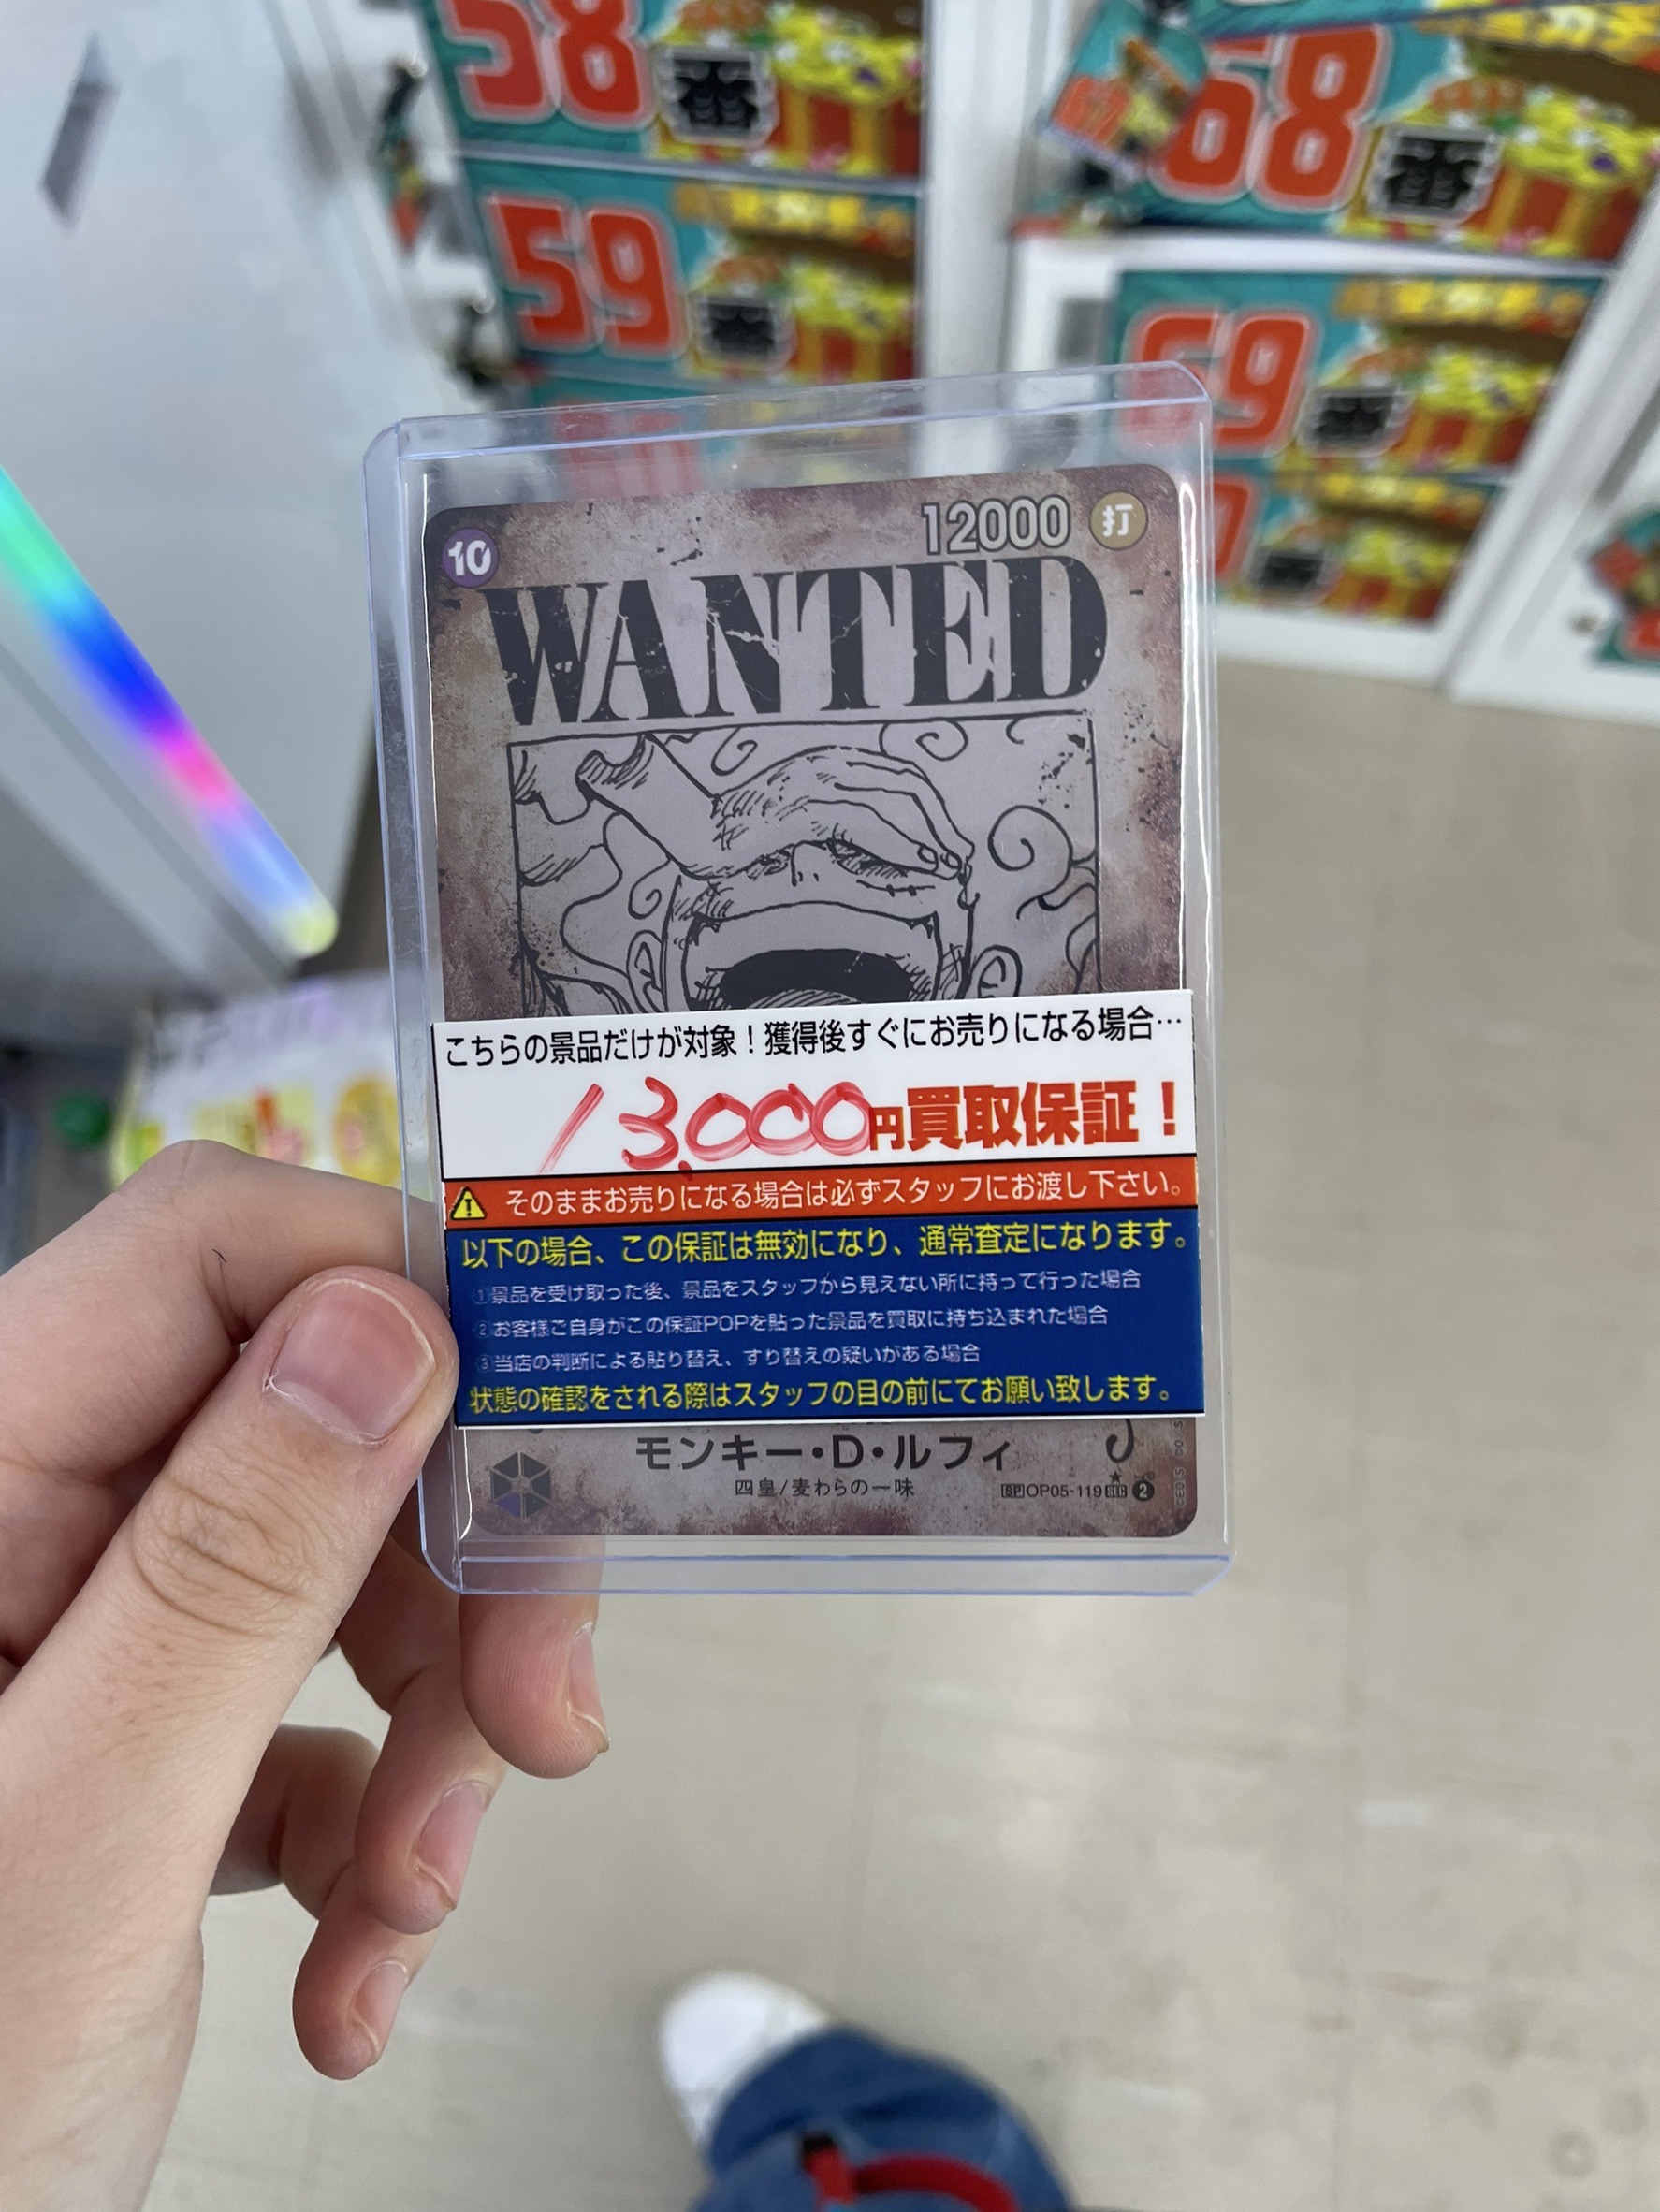 58
番
59
番
68
番
69
番
10
12000
打
WANTED
こちらの景品だけが対象！獲得後すぐにお売りになる場合…
13,000円買取保証！
そのままお売りになる場合は必ずスタッフにお渡し下さい。
以下の場合、この保証は無効になり、通常査定になります。
①景品を受け取った後、景品をスタッフから見えない所に持って行った場合
②お客様ご自身がこの保証POPを貼った景品を買取に持ち込まれた場合
③当店の判断による貼り替え、すり替えの疑いがある場合
状態の確認をされる際はスタッフの目の前にてお願い致します。
モンキー・D・ルフィ
四皇/麦わらの一味
SP OP05-119 SEC 2